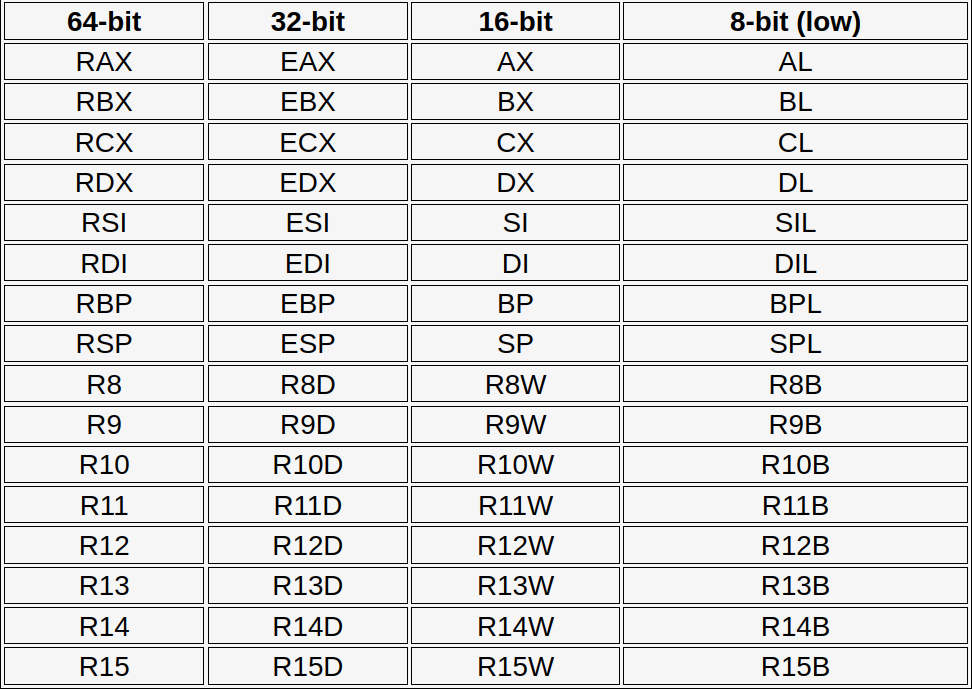 64-bit 32-bit 16-bit 8-bit (low)
RAX EAX AX AL
RBX EBX BX BL
RCX ECX CX CL
RDX EDX DX DL
RSI ESI SI SIL
RDI EDI DI DIL
RBP EBP BP BPL
RSP ESP SP SPL
R8 R8D R8W R8B
R9 R9D R9W R9B
R10 R10D R10W R10B
R11 R11D R11W R11B
R12 R12D R12W R12B
R13 R13D R13W R13B
R14 R14D R14W R14B
R15 R15D R15W R15B